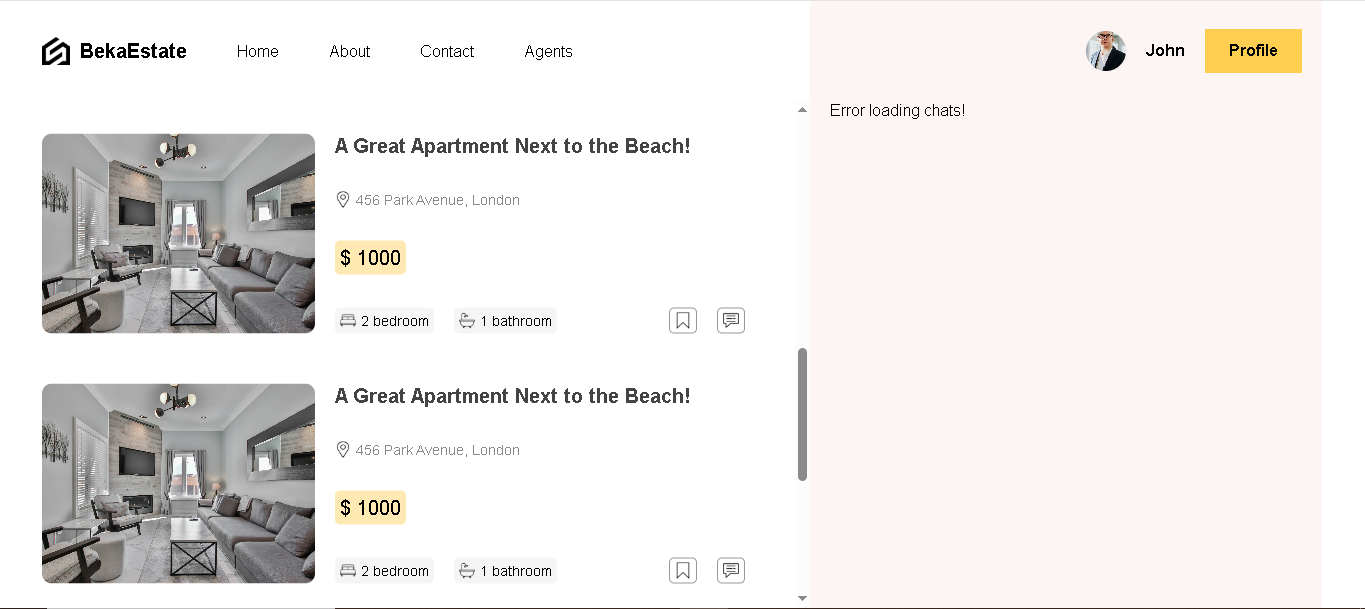 BekaEstate Home About Contact Agents John Profile
Error loading chats!
A Great Apartment Next to the Beach!
456 Park Avenue, London
$ 1000
2 bedroom 1 bathroom
A Great Apartment Next to the Beach!
456 Park Avenue, London
$ 1000
2 bedroom 1 bathroom